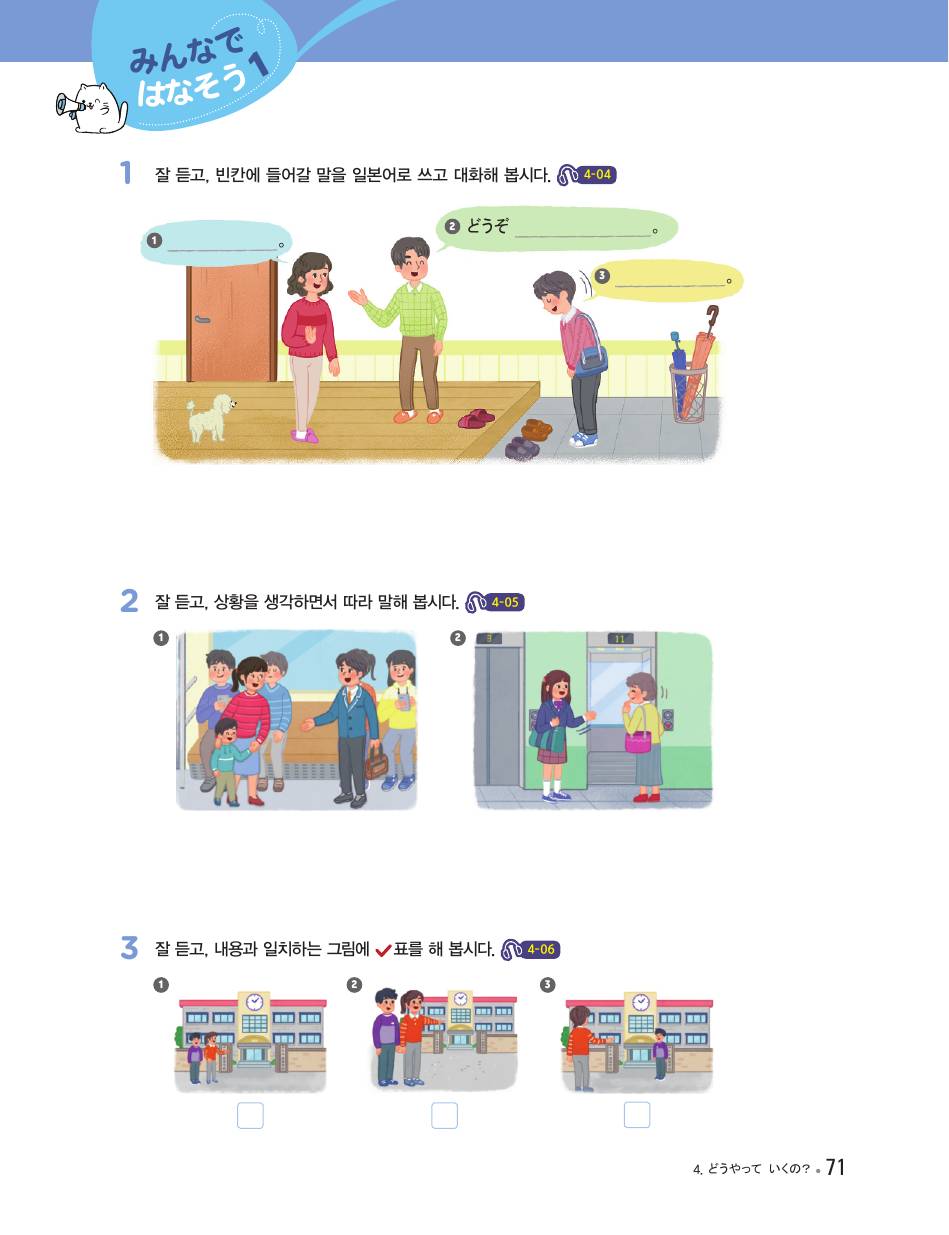 みんなで
はなそう 1
う
1 잘 듣고, 빈칸에 들어갈 말을 일본어로 쓰고 대화해 봅시다. 4-04
1 ______。
2 どうぞ ______。
3 ______。
2 잘 듣고, 상황을 생각하면서 따라 말해 봅시다. 4-05
1
2
3
11
3 잘 듣고, 내용과 일치하는 그림에 ✓표를 해 봅시다. 4-06
1
2
3
4. どうやって いくの? ● 71